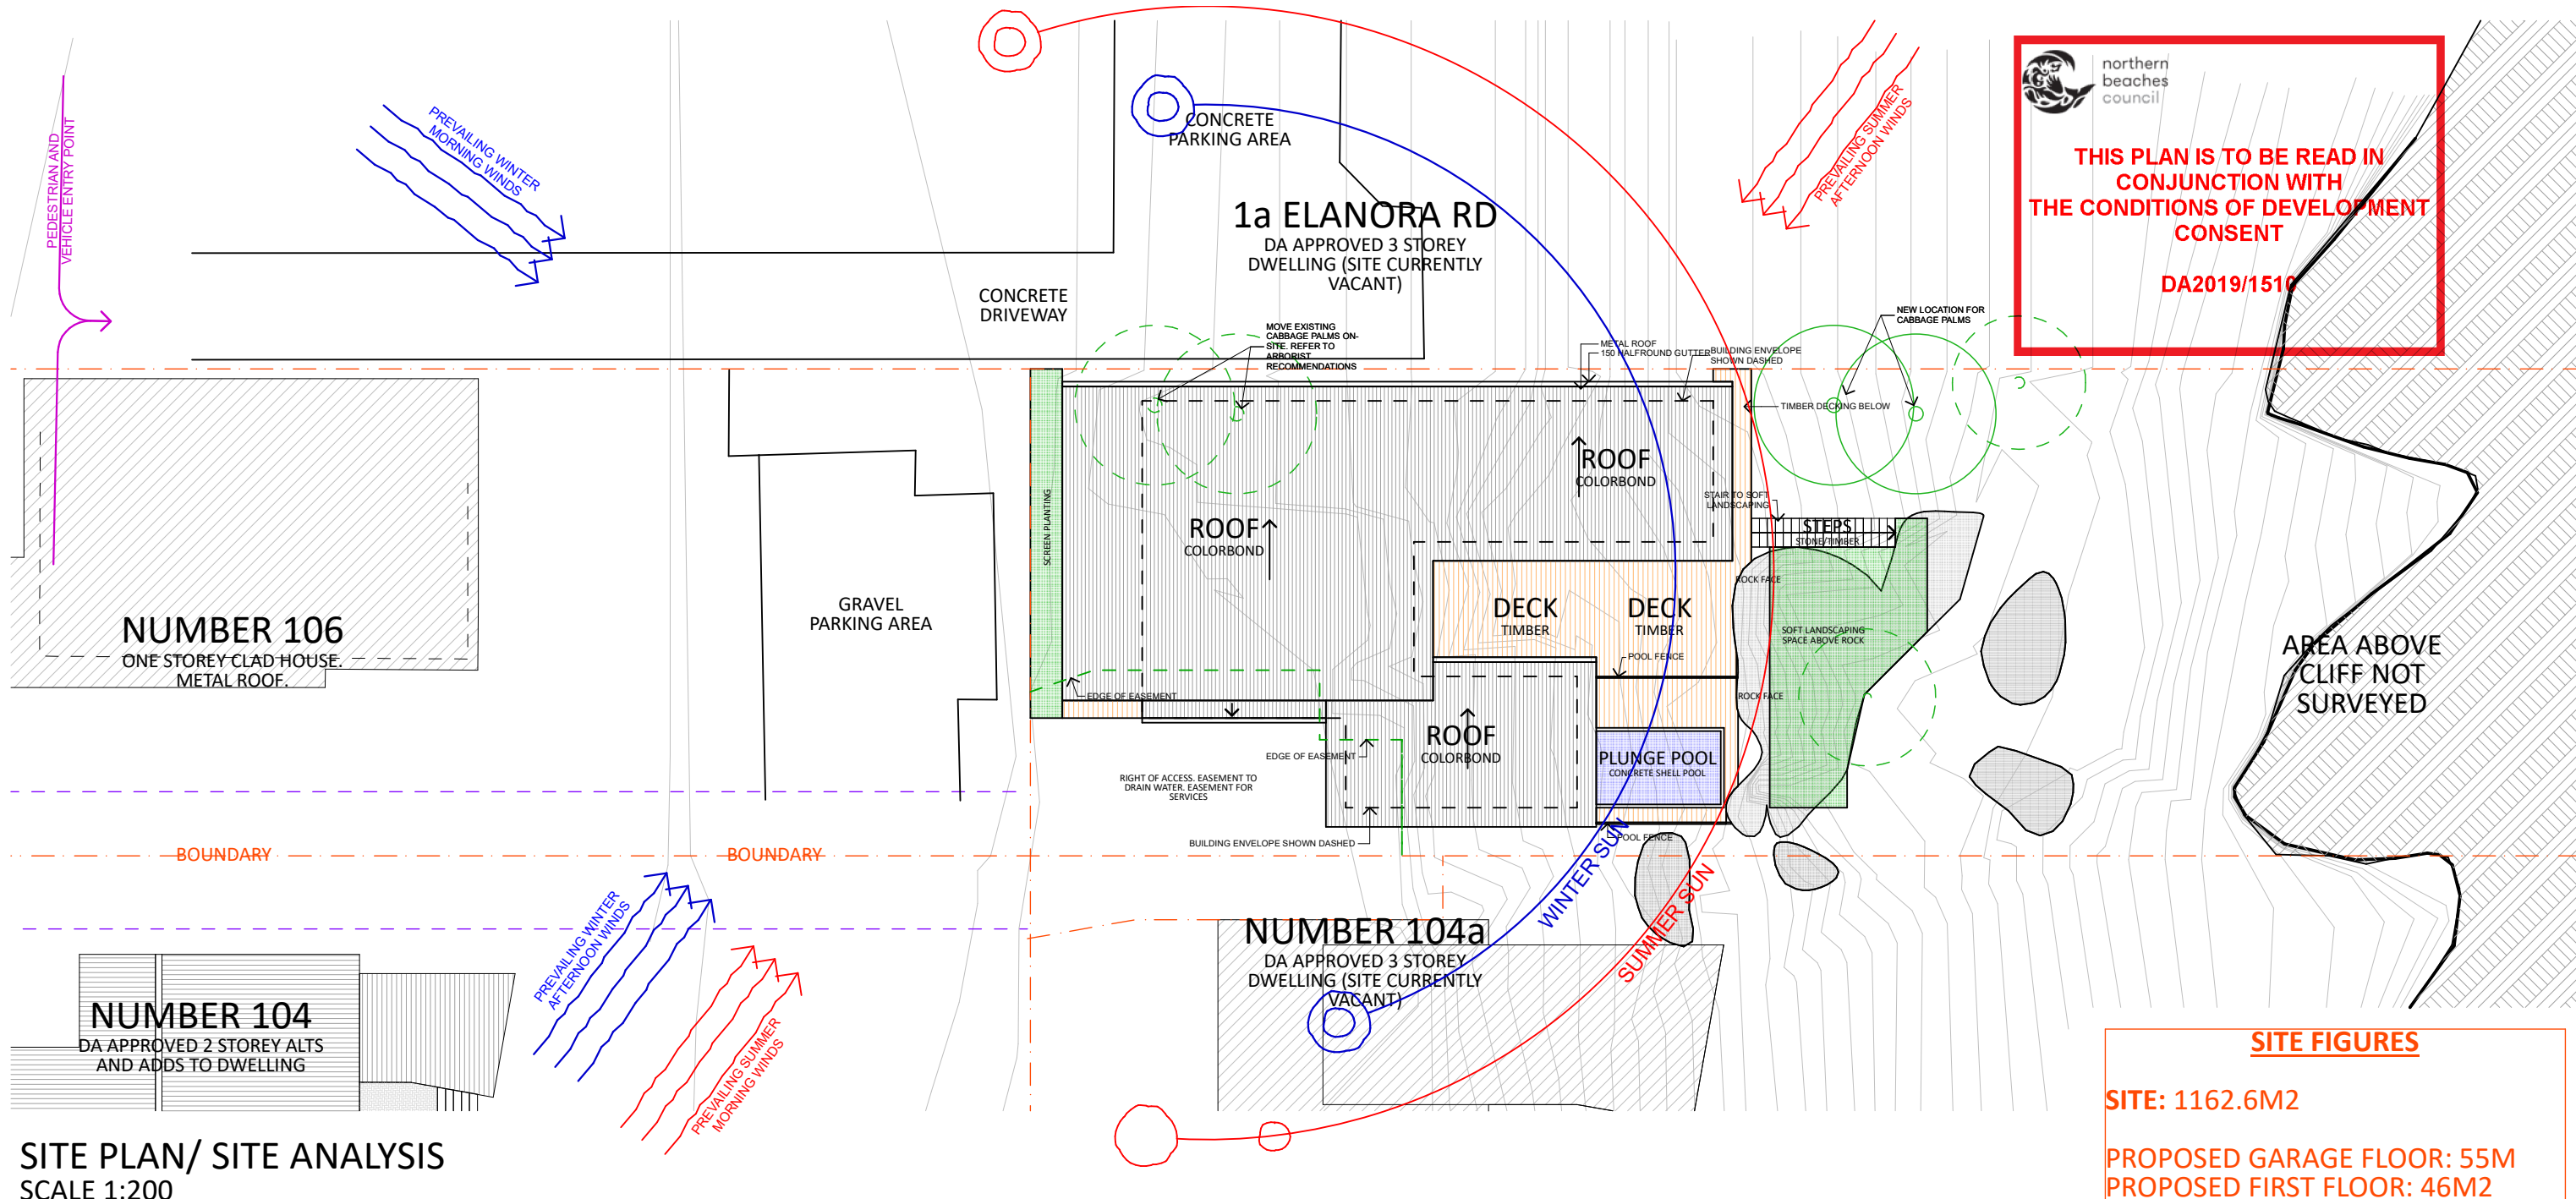 PEDESTRIAN AND
VEHICLE ENTRY POINT
PREVAILING WINTER
MORNING WINDS
CONCRETE
PARKING AREA
1a ELANORA RD
DA APPROVED 3 STOREY
DWELLING (SITE CURRENTLY
VACANT)
CONCRETE
DRIVEWAY
PREVAILING SUMMER
AFTERNOON WINDS
northern
beaches
council
THIS PLAN IS TO BE READ IN
CONJUNCTION WITH
THE CONDITIONS OF DEVELOPMENT
CONSENT
DA2019/1510
MOVE EXISTING
CABBAGE PALMS ON-
SITE. REFER TO
ARBORIST
RECOMMENDATIONS
METAL ROOF
150 HALFROUND GUTTER
BUILDING ENVELOPE
SHOWN DASHED
NEW LOCATION FOR
CABBAGE PALMS
TIMBER DECKING BELOW
ROOF
COLORBOND
ROOF
COLORBOND
SCREEN PLANTING
STAIR TO SOFT
LANDSCAPING
STEPS
STONE/TIMBER
ROCK FACE
DECK
TIMBER
DECK
TIMBER
SOFT LANDSCAPING
SPACE ABOVE ROCK
POOL FENCE
ROCK FACE
NUMBER 106
ONE STOREY CLAD HOUSE.
METAL ROOF.
GRAVEL
PARKING AREA
AREA ABOVE
CLIFF NOT
SURVEYED
EDGE OF EASEMENT
ROOF
COLORBOND
EDGE OF EASEMENT
PLUNGE POOL
CONCRETE SHELL POOL
RIGHT OF ACCESS. EASEMENT TO
DRAIN WATER. EASEMENT FOR
SERVICES
BUILDING ENVELOPE SHOWN DASHED
POOL FENCE
BOUNDARY
BOUNDARY
WINTER SUN
SUMMER SUN
PREVAILING WINTER
AFTERNOON WINDS
PREVAILING SUMMER
MORNING WINDS
NUMBER 104a
DA APPROVED 3 STOREY
DWELLING (SITE CURRENTLY
VACANT)
NUMBER 104
DA APPROVED 2 STOREY ALTS
AND ADDS TO DWELLING
SITE PLAN/ SITE ANALYSIS
SCALE 1:200
SITE FIGURES
SITE: 1162.6M2
PROPOSED GARAGE FLOOR: 55M
PROPOSED FIRST FLOOR: 46M2